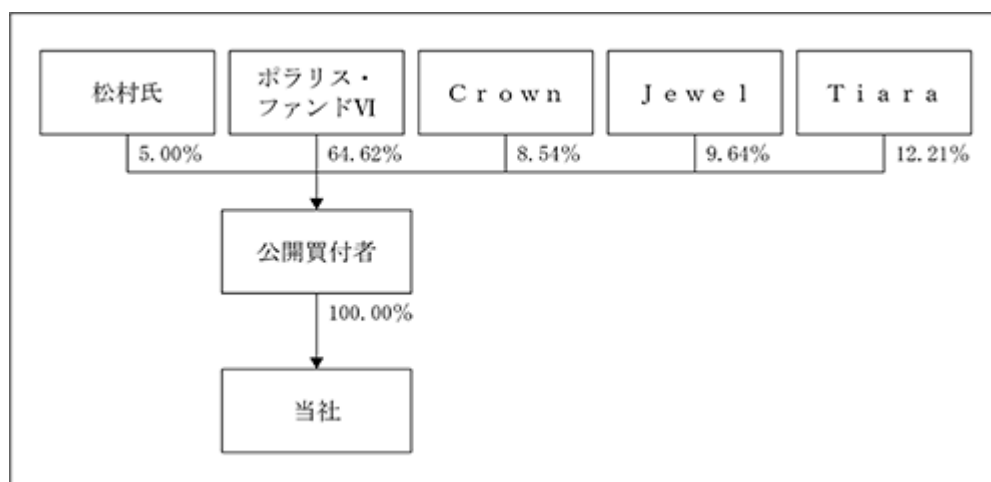 松村氏
ポラリス・
ファンドⅥ
Ｃｒｏｗｎ
Ｊｅｗｅｌ
Ｔｉａｒａ
5.00%
64.62%
8.54%
9.64%
12.21%
公開買付者
100.00%
当社